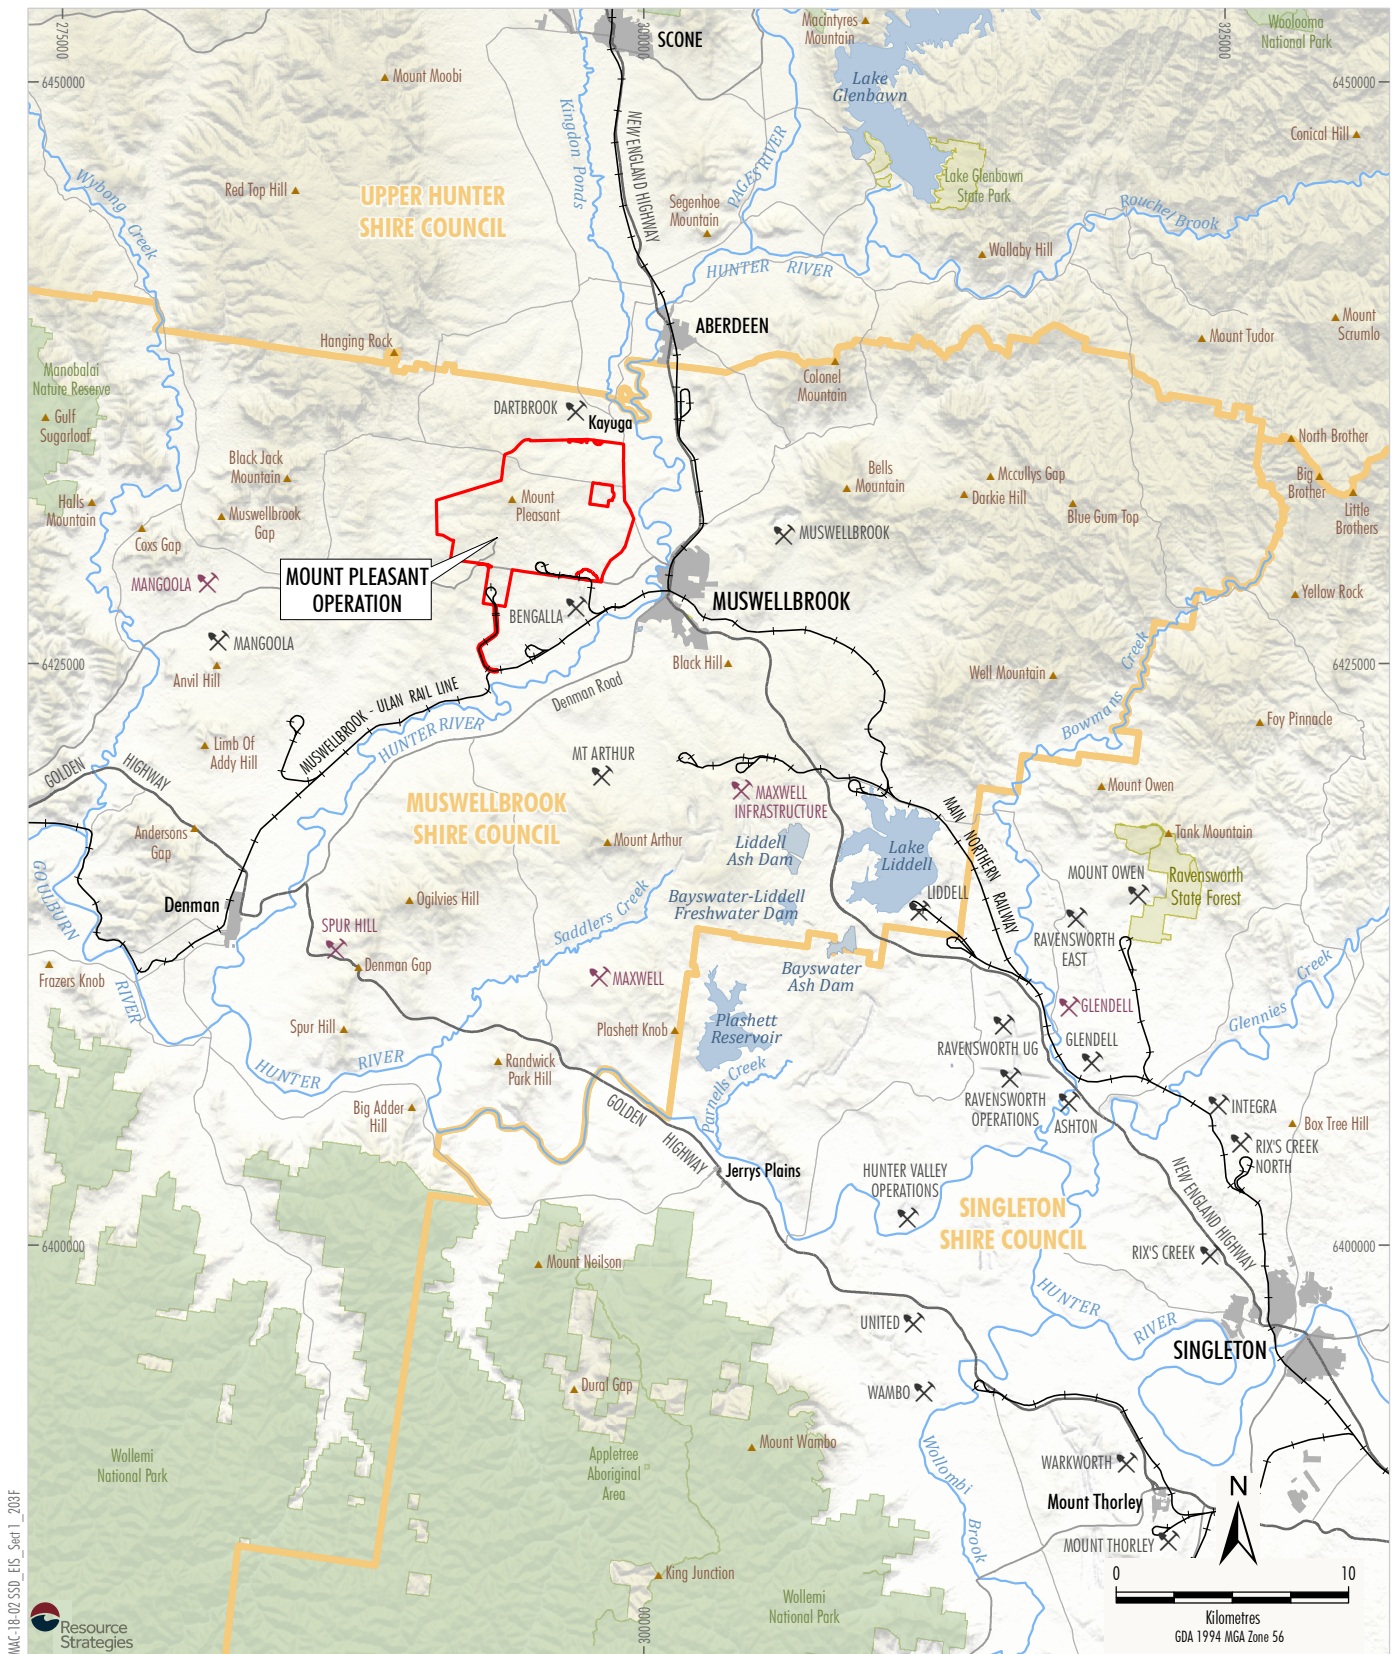 275000
300000
325000
SCONE
Macintyres
Mountain
Woolooma
National Park
6450000
Mount Moobi
Lake
Glenbawn
6450000
Kingdon Ponds
NEW ENGLAND HIGHWAY
PAGES RIVER
Conical Hill
Wybong Creek
Red Top Hill
UPPER HUNTER
SHIRE COUNCIL
Segenhoe
Mountain
Lake Glenbawn
State Park
Rouchel Brook
Wallaby Hill
HUNTER RIVER
Hanging Rock
ABERDEEN
Mount
Scrumlo
Mount Tudor
Manobalai
Nature Reserve
Colonel
Mountain
Gulf
Sugarloaf
DARTBROOK
Kayuga
North Brother
Black Jack
Mountain
Bells
Mountain
Mccullys Gap
Big
Brother
Halls
Mountain
Mount
Pleasant
Darkie Hill
Blue Gum Top
Little
Brothers
Muswellbrook
Gap
Coxs Gap
MUSWELLBROOK
MANGOOLA
MOUNT PLEASANT
OPERATION
BENGALLA
MUSWELLBROOK
Yellow Rock
MANGOOLA
6425000
Anvil Hill
Black Hill
Well Mountain
Bowmans Creek
6425000
MUSWELLBROOK - ULAN RAIL LINE
Denman Road
Foy Pinnacle
HUNTER RIVER
Limb Of
Addy Hill
GOLDEN HIGHWAY
MT ARTHUR
MUSWELLBROOK
SHIRE COUNCIL
MAXWELL
INFRASTRUCTURE
Mount Owen
MAIN NORTHERN RAILWAY
Andersons
Gap
Mount Arthur
Liddell
Ash Dam
Lake
Liddell
Tank Mountain
GOULBURN RIVER
MOUNT OWEN
Ravensworth
State Forest
Denman
Ogilvies Hill
Saddlers Creek
Bayswater-Liddell
Freshwater Dam
LIDDELL
SPUR HILL
RAVENSWORTH
EAST
Frazers Knob
Denman Gap
MAXWELL
Bayswater
Ash Dam
Glennies Creek
Spur Hill
Plashett Knob
Plashett
Reservoir
GLENDELL
RAVENSWORTH UG
GLENDELL
HUNTER RIVER
Randwick
Park Hill
Parnells Creek
RAVENSWORTH
OPERATIONS
ASHTON
INTEGRA
Big Adder
Hill
GOLDEN HIGHWAY
Box Tree Hill
RIX'S CREEK
NORTH
Jerrys Plains
HUNTER VALLEY
OPERATIONS
NEW ENGLAND HIGHWAY
SINGLETON
SHIRE COUNCIL
6400000
RIX'S CREEK
6400000
Mount Neilson
HUNTER RIVER
UNITED
SINGLETON
Dural Gap
WAMBO
Wollemi
National Park
Appletree
Aboriginal
Area
Mount Wambo
Wollombi Brook
WARKWORTH
Mount Thorley
N
MOUNT THORLEY
King Junction
Wollemi
National Park
0 10
Kilometres
GDA 1994 MGA Zone 56
300000
Resource
Strategies
MAC-18-02 SSD_EIS_Sect 1_203F